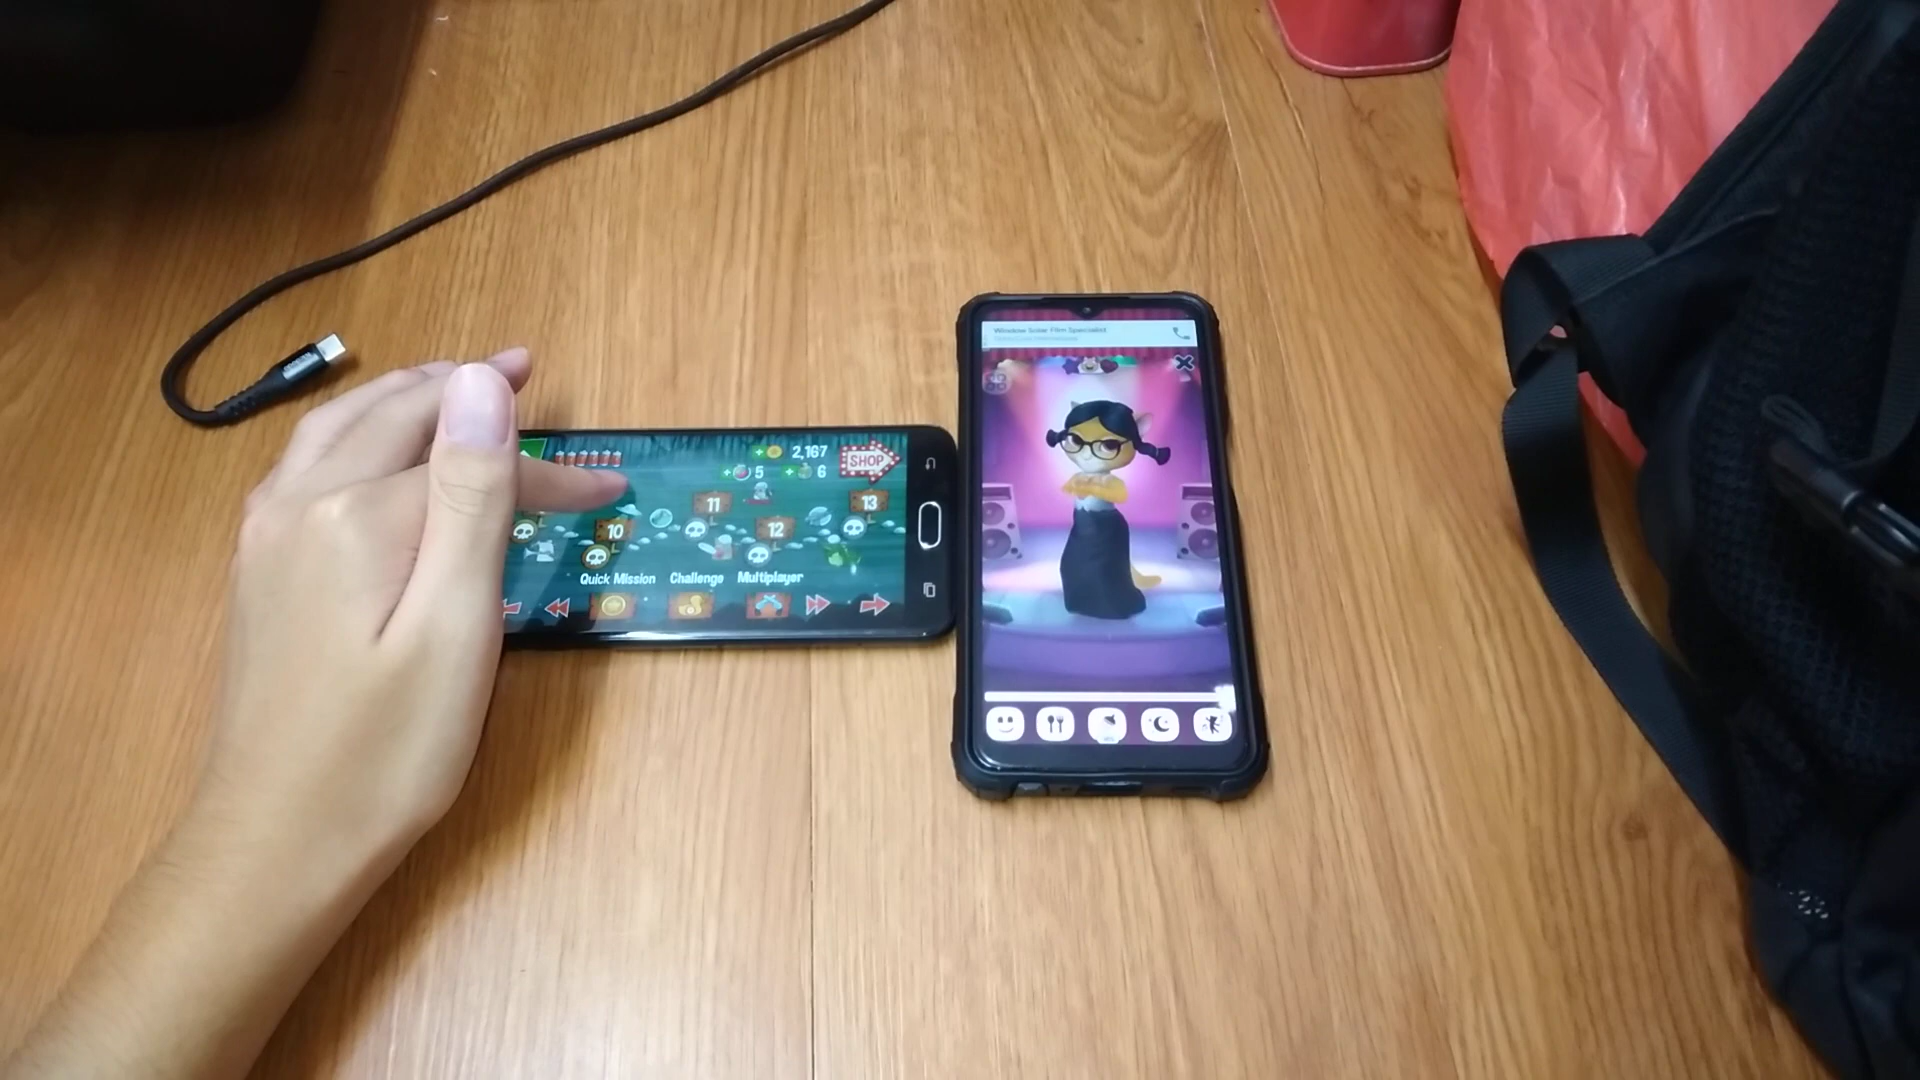 2,167
SHOP
5
6
11
13
10
12
Quick Mission
Challenge
Multiplayer
Window Solar Film Specialist